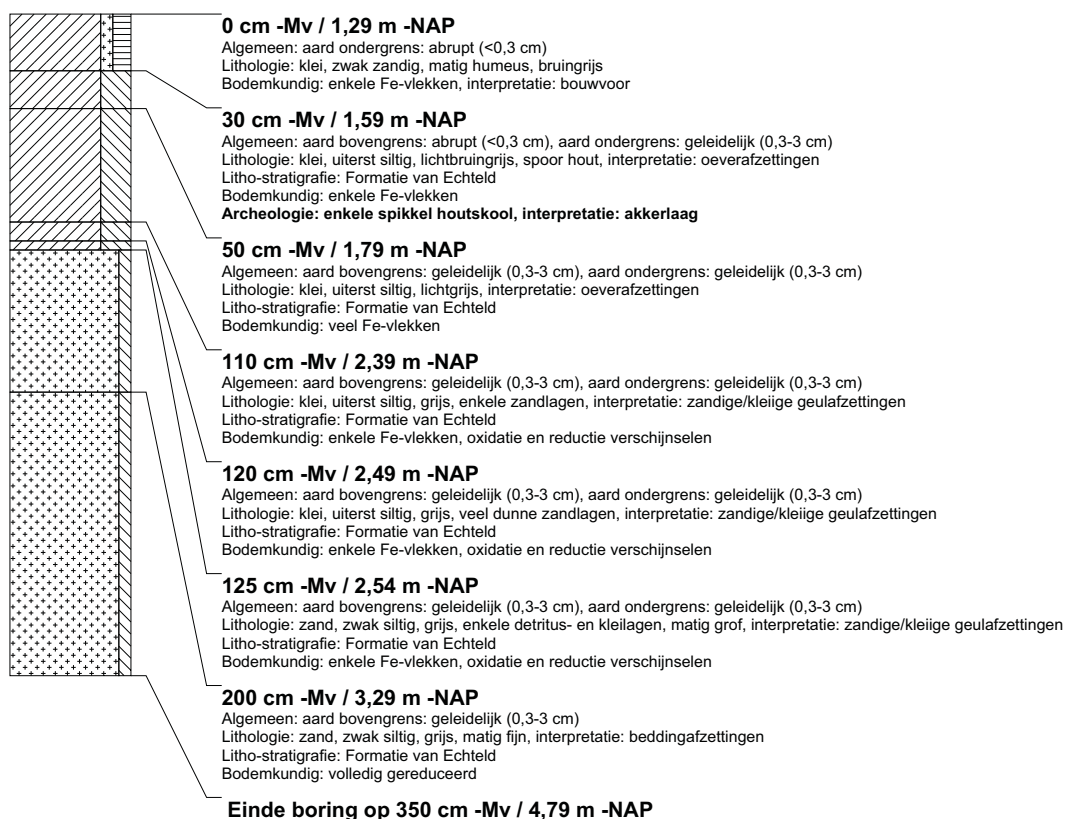 0 cm -Mv / 1,29 m -NAP
Algemeen: aard ondergrens: abrupt (<0,3 cm)
Lithologie: klei, zwak zandig, matig humeus, bruingrijs
Bodemkundig: enkele Fe-vlekken, interpretatie: bouwvoor
30 cm -Mv / 1,59 m -NAP
Algemeen: aard bovengrens: abrupt (<0,3 cm), aard ondergrens: geleidelijk (0,3-3 cm)
Lithologie: klei, uiterst siltig, lichtbruingrijs, spoor hout, interpretatie: oeverafzettingen
Litho-stratigrafie: Formatie van Echteld
Bodemkundig: enkele Fe-vlekken
Archeologie: enkele spikkel houtskool, interpretatie: akkerlaag
50 cm -Mv / 1,79 m -NAP
Algemeen: aard bovengrens: geleidelijk (0,3-3 cm), aard ondergrens: geleidelijk (0,3-3 cm)
Lithologie: klei, uiterst siltig, lichtgrijs, interpretatie: oeverafzettingen
Litho-stratigrafie: Formatie van Echteld
Bodemkundig: veel Fe-vlekken
110 cm -Mv / 2,39 m -NAP
Algemeen: aard bovengrens: geleidelijk (0,3-3 cm), aard ondergrens: geleidelijk (0,3-3 cm)
Lithologie: klei, uiterst siltig, grijs, enkele zandlagen, interpretatie: zandige/kleiige geulafzettingen
Litho-stratigrafie: Formatie van Echteld
Bodemkundig: enkele Fe-vlekken, oxidatie en reductie verschijnselen
120 cm -Mv / 2,49 m -NAP
Algemeen: aard bovengrens: geleidelijk (0,3-3 cm), aard ondergrens: geleidelijk (0,3-3 cm)
Lithologie: klei, uiterst siltig, grijs, veel dunne zandlagen, interpretatie: zandige/kleiige geulafzettingen
Litho-stratigrafie: Formatie van Echteld
Bodemkundig: enkele Fe-vlekken, oxidatie en reductie verschijnselen
125 cm -Mv / 2,54 m -NAP
Algemeen: aard bovengrens: geleidelijk (0,3-3 cm), aard ondergrens: geleidelijk (0,3-3 cm)
Lithologie: zand, zwak siltig, grijs, enkele detritus- en kleilagen, matig grof, interpretatie: zandige/kleiige geulafzettingen
Litho-stratigrafie: Formatie van Echteld
Bodemkundig: enkele Fe-vlekken, oxidatie en reductie verschijnselen
200 cm -Mv / 3,29 m -NAP
Algemeen: aard bovengrens: geleidelijk (0,3-3 cm)
Lithologie: zand, zwak siltig, grijs, matig fijn, interpretatie: beddingafzettingen
Litho-stratigrafie: Formatie van Echteld
Bodemkundig: volledig gereduceerd
Einde boring op 350 cm -Mv / 4,79 m -NAP